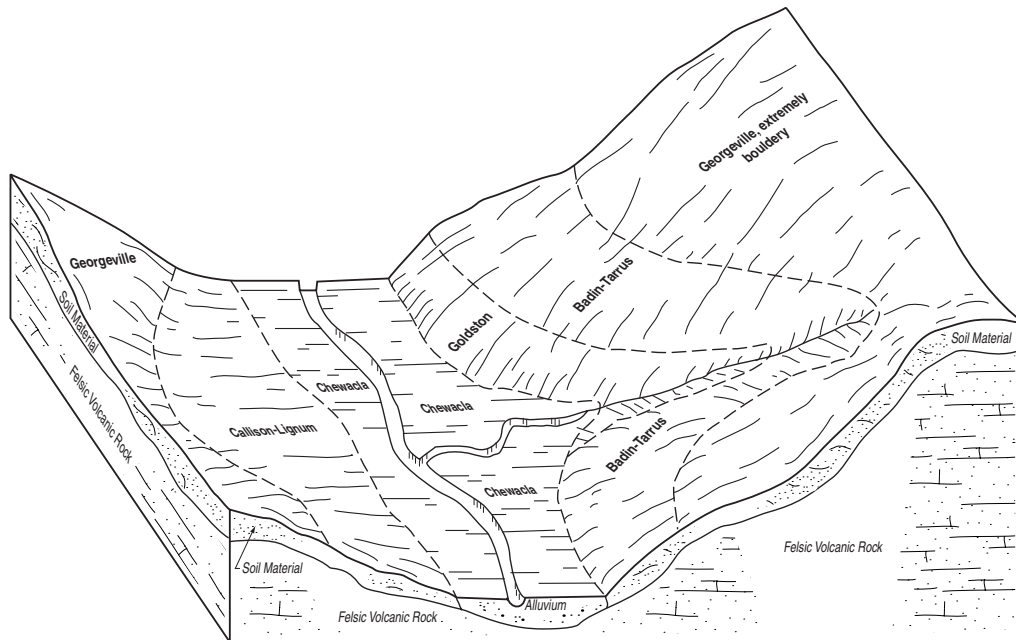 Georgeville, extremely
bouldery
Georgeville
Badin-Tarrus
Goldston
Soil Material
Soil Material
Chewacla
Chewacla
Felsic Volcanic Rock
Callison-Lignum
Badin-Tarrus
Chewacla
Felsic Volcanic Rock
Soil Material
Alluvium
Felsic Volcanic Rock